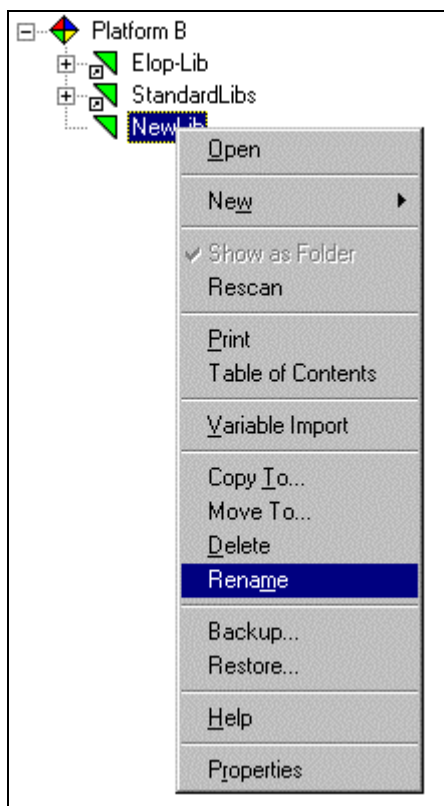 Platform B
Elop-Lib
StandardLibs
NewLib
Open
New
Show as Folder
Rescan
Print
Table of Contents
Variable Import
Copy To...
Move To...
Delete
Rename
Backup...
Restore...
Help
Properties